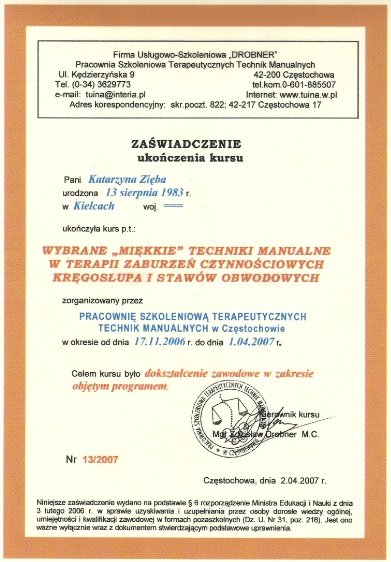 Firma Usługowo-Szkoleniowa „DROBNER"
Pracownia Szkoleniowa Terapeutycznych Technik Manualnych
Ul. Kędzierzyńska 9 42-200 Częstochowa
Tel. (0-34) 3629773 tel.kom.0-601-885507
e-mail: tuina@interia.pl Internet: www.tuina.w.pl
Adres korespondencyjny: skr.poczt. 822; 42-217 Częstochowa 17
ZAŚWIADCZENIE
ukończenia kursu
Pani Katarzyna Zięba
urodzona 13 sierpnia 1983 r.
w Kielcach woj. ===
ukończyła kurs p.t.:
WYBRANE „MIĘKKIE" TECHNIKI MANUALNE
W TERAPII ZABURZEŃ CZYNNOŚCIOWYCH
KRĘGOSŁUPA I STAWÓW OBWODOWYCH
zorganizowany przez
PRACOWNIĘ SZKOLENIOWĄ TERAPEUTYCZNYCH
TECHNIK MANUALNYCH w Częstochowie
w okresie od dnia 17.11.2006 r. do dnia 1.04.2007 r.
Celem kursu było dokształcenie zawodowe w zakresie
objętym programem.
Kierownik kursu
Mgr Zdzisław Drobner M.C.
Nr 13/2007
Częstochowa, dnia 2.04.2007 r.
Niniejsze zaświadczenie wydano na podstawie § 6 rozporządzenie Ministra Edukacji i Nauki z dnia
3 lutego 2006 r. w sprawie uzyskiwania i uzupełniania przez osoby dorosłe wiedzy ogólnej,
umiejętności i kwalifikacji zawodowych w formach pozaszkolnych (Dz. U. Nr 31, poz. 216). Jest ono
ważne wyłącznie wraz z dokumentem stwierdzającym podstawowe uprawnienia.